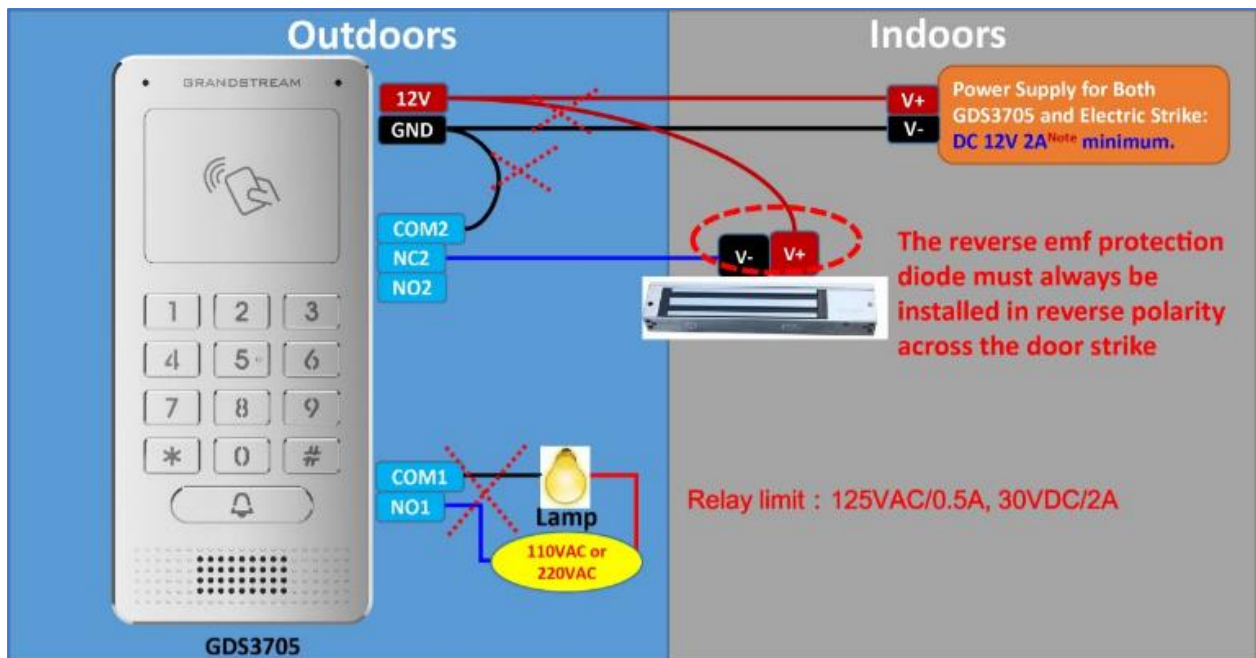 Outdoors
Indoors
GRANDSTREAM
12V
GND
V+
V-
Power Supply for Both
GDS3705 and Electric Strike:
DC 12V 2A Note minimum.
COM2
NC2
NO2
V-
V+
The reverse emf protection
diode must always be
installed in reverse polarity
across the door strike
1 2 3
4 5 6
7 8 9
* 0 #
COM1
NO1
Lamp
110VAC or
220VAC
Relay limit : 125VAC/0.5A, 30VDC/2A
GDS3705